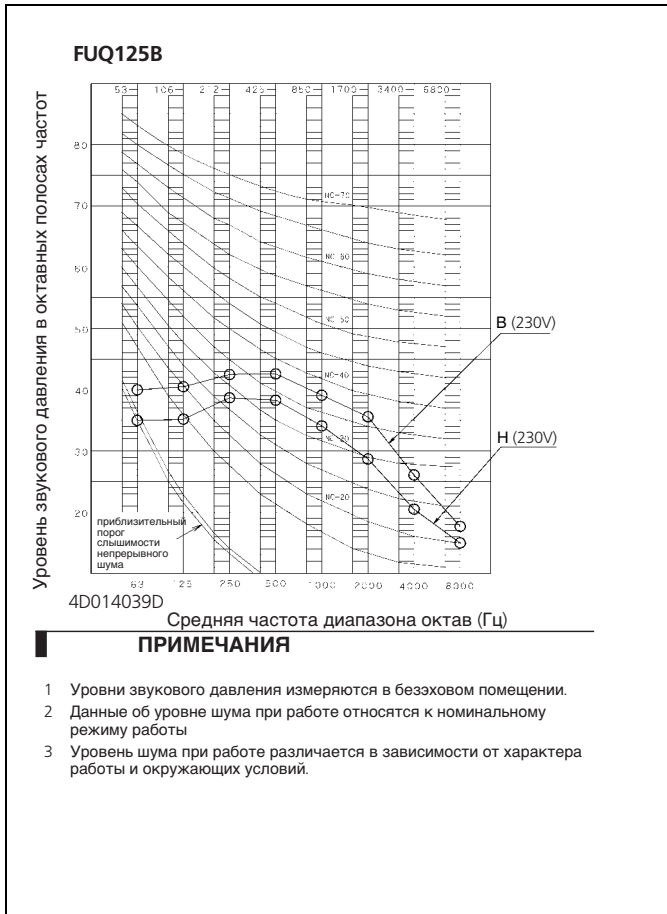 FUQ125B
Уровень звукового давления в октавных полосах частот
53 106 212 425 850 1700 3400 6800
80
70
NC-70
60
NC-60
50
NC-50
B (230V)
40
NC-40
H (230V)
30
20
NC-20
приблизительный
порог
слышимости
непрерывного
шума
63 125 250 500 1000 2000 4000 8000
4D014039D
Средняя частота диапазона октав (Гц)
ПРИМЕЧАНИЯ
1 Уровни звукового давления измеряются в безэховом помещении.
2 Данные об уровне шума при работе относятся к номинальному
режиму работы
3 Уровень шума при работе различается в зависимости от характера
работы и окружающих условий.